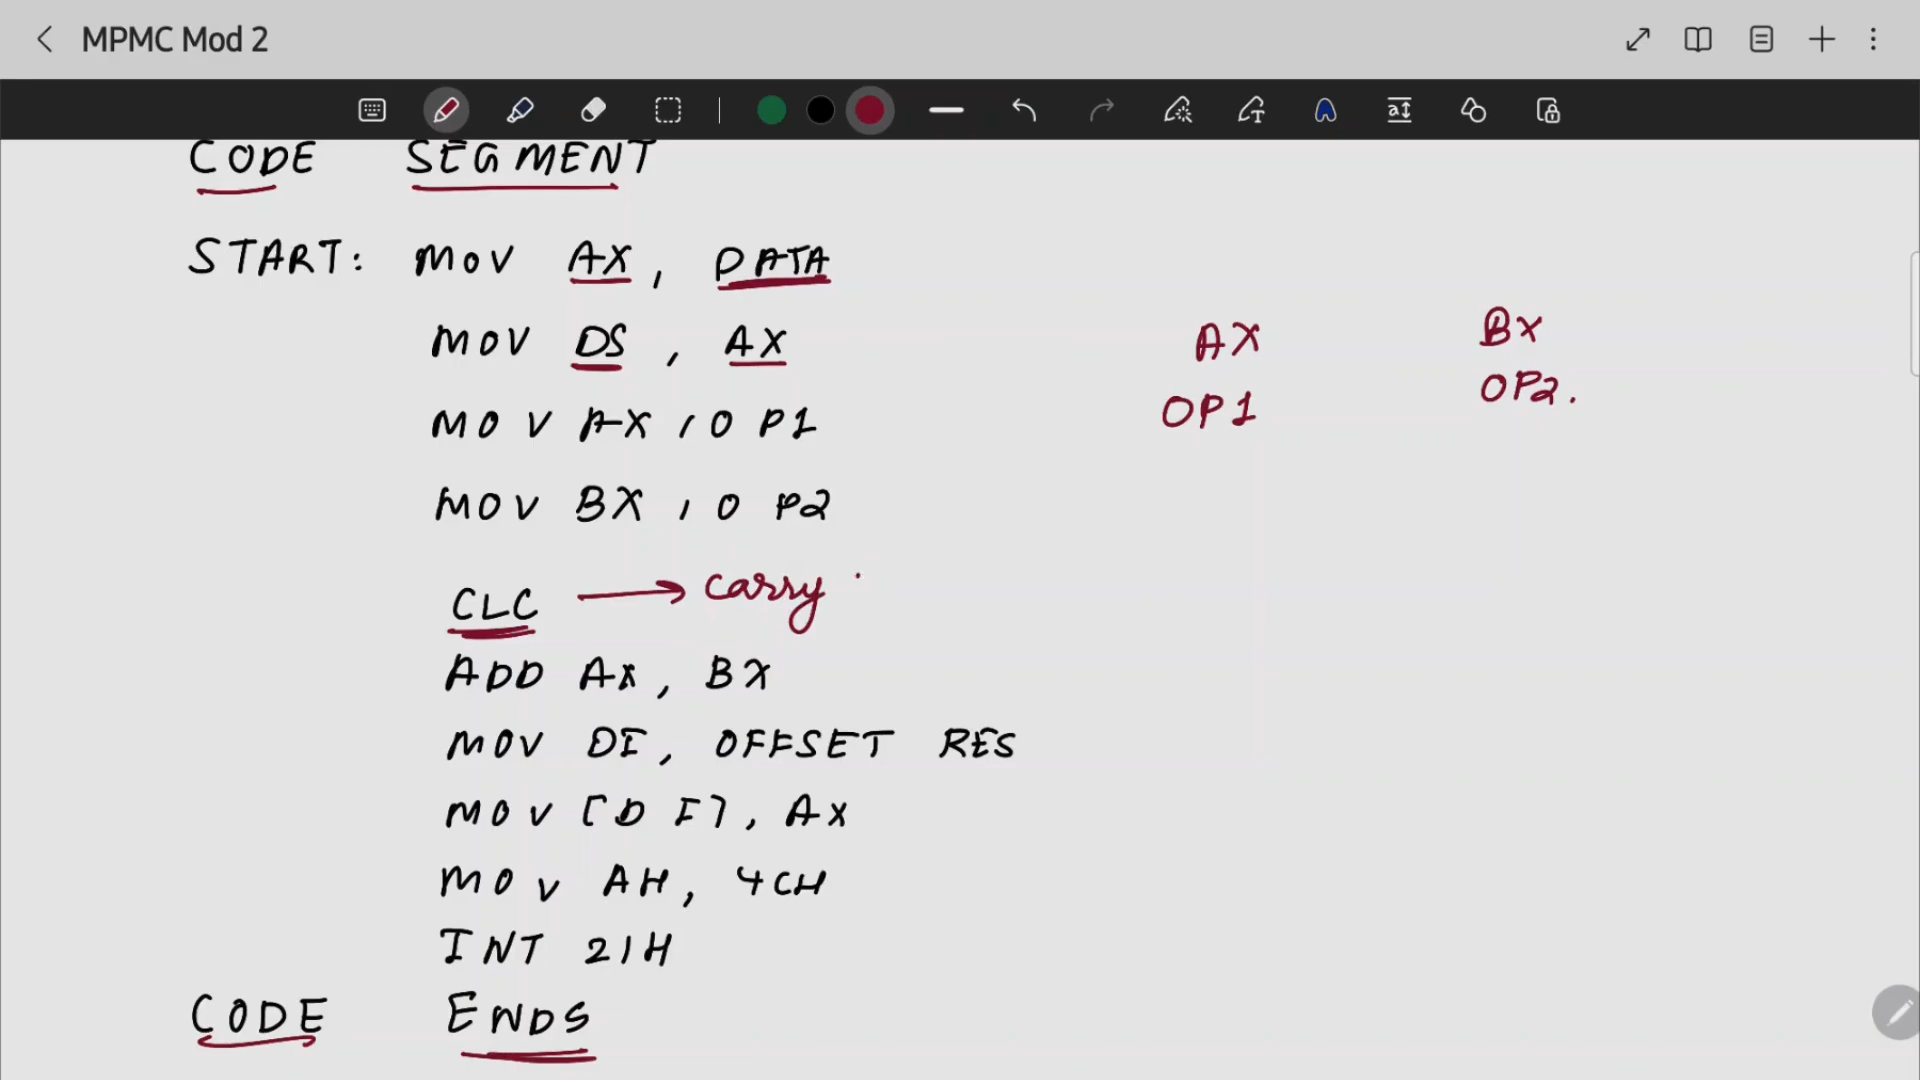 MPMC Mod 2
CODE SEGMENT
START: MOV AX, DATA
MOV DS, AX
MOV AX, OP1
MOV BX, OP2
CLC → Carry
ADD AX, BX
MOV DI, OFFSET RES
MOV [DI], AX
MOV AH, 4CH
INT 21H
CODE ENDS
AX BX
OP1 OP2.